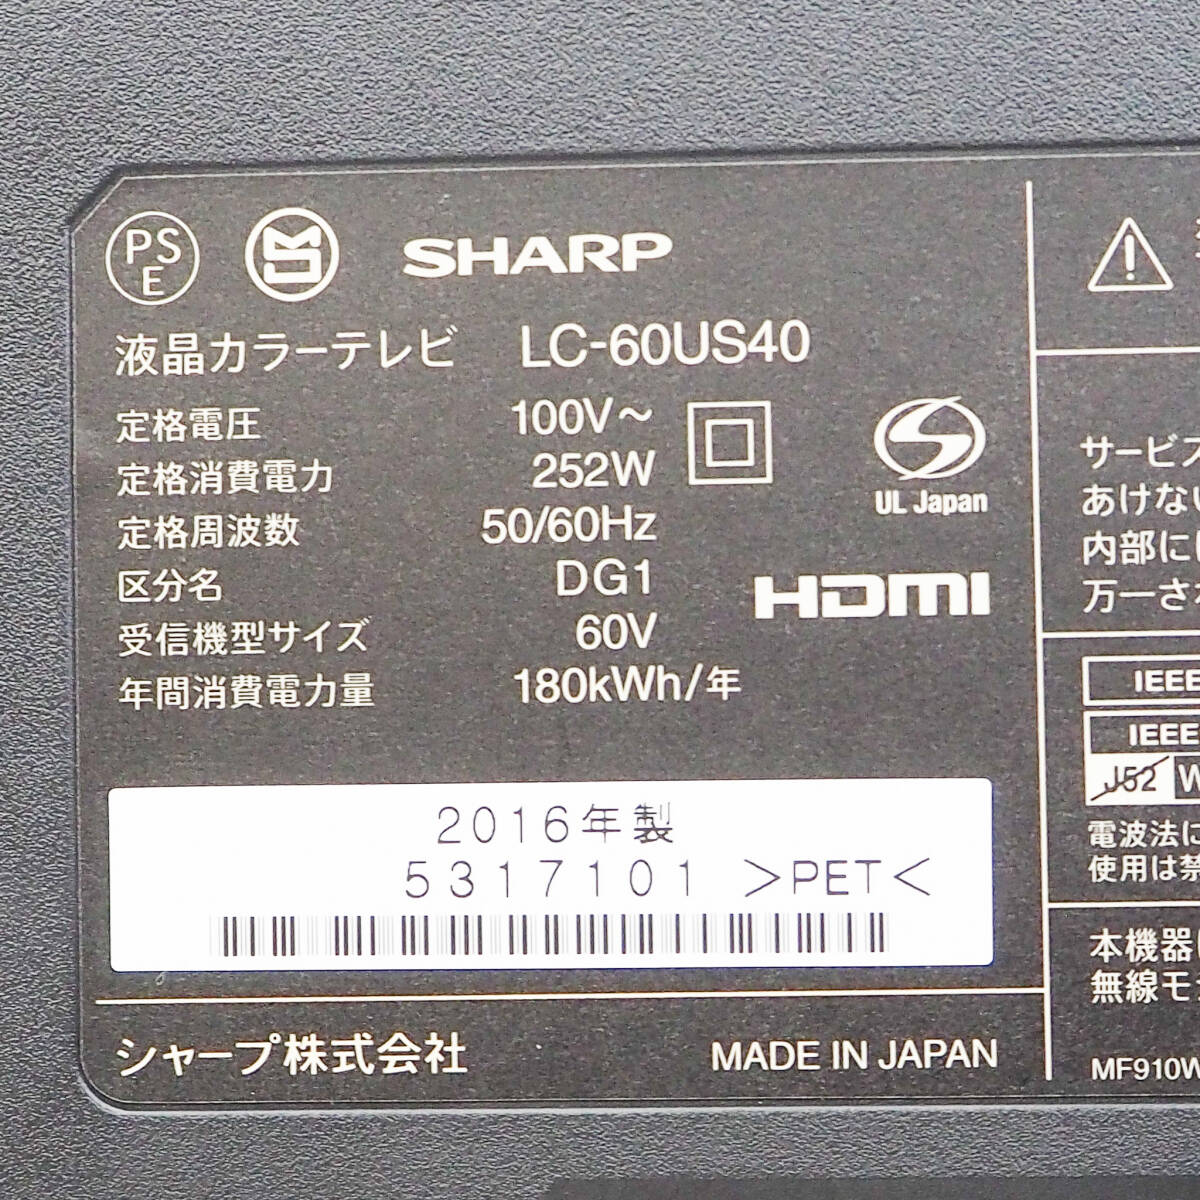 PS
E
SHARP
液晶カラーテレビ LC-60US40
定格電圧 100V～
定格消費電力 252W
定格周波数 50/60Hz
区分名 DG1
受信機型サイズ 60V
年間消費電力量 180kWh/年
UL Japan
HDMI
2016年製
5317101 >PET<
シャープ株式会社 MADE IN JAPAN
サービス
あけな
内部に
万一さ
IEEE
IEEE
J52 W
電波法に
使用は禁
本機器
無線モ
MF910W